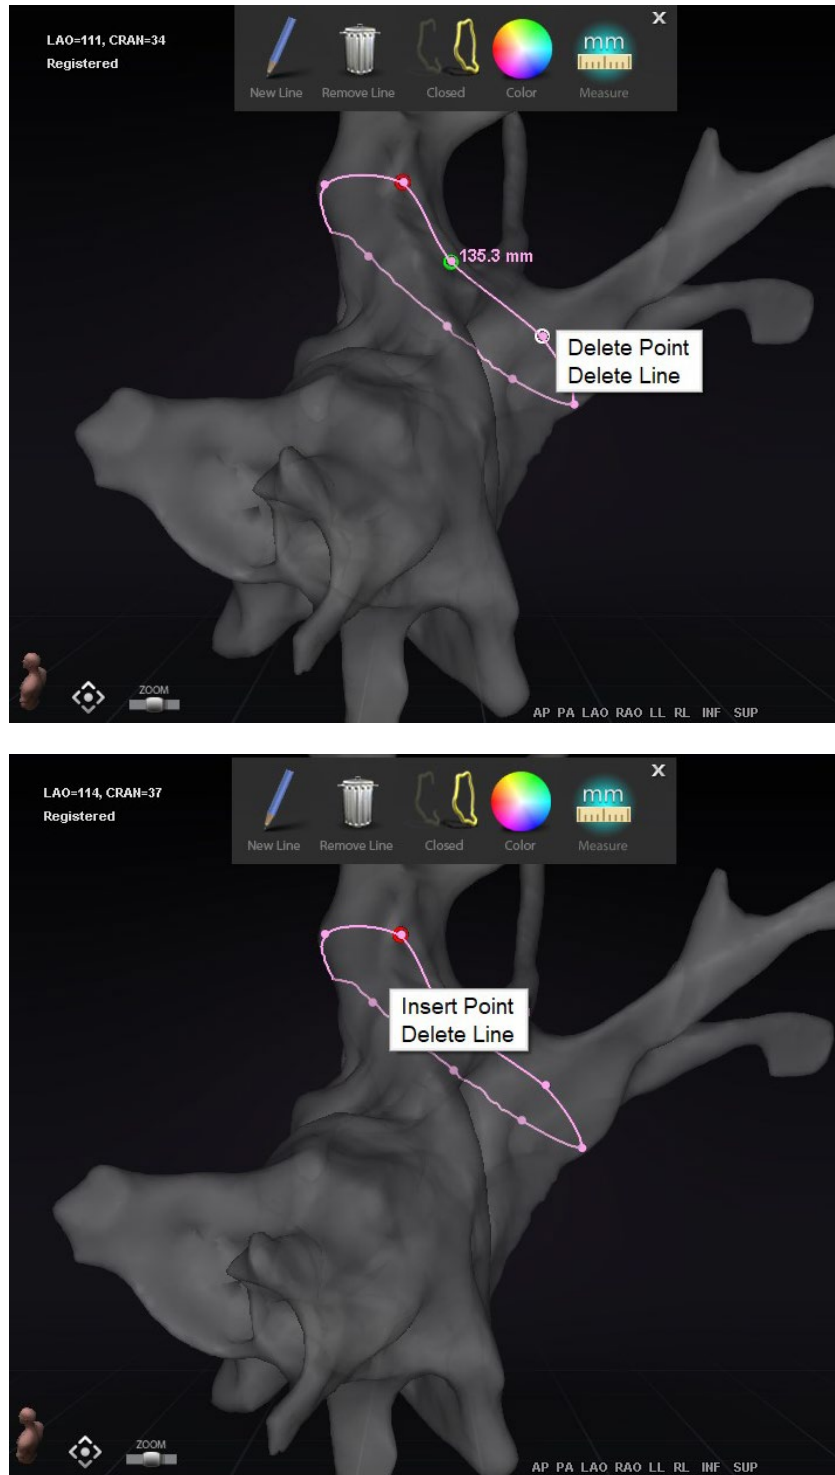 LAO=111, CRAN=34
Registered
X
mm
New Line Remove Line Closed Color Measure
135.3 mm
Delete Point
Delete Line
ZOOM
AP PA LAO RAO LL RL INF SUP
LAO=114, CRAN=37
Registered
X
mm
New Line Remove Line Closed Color Measure
Insert Point
Delete Line
ZOOM
AP PA LAO RAO LL RL INF SUP